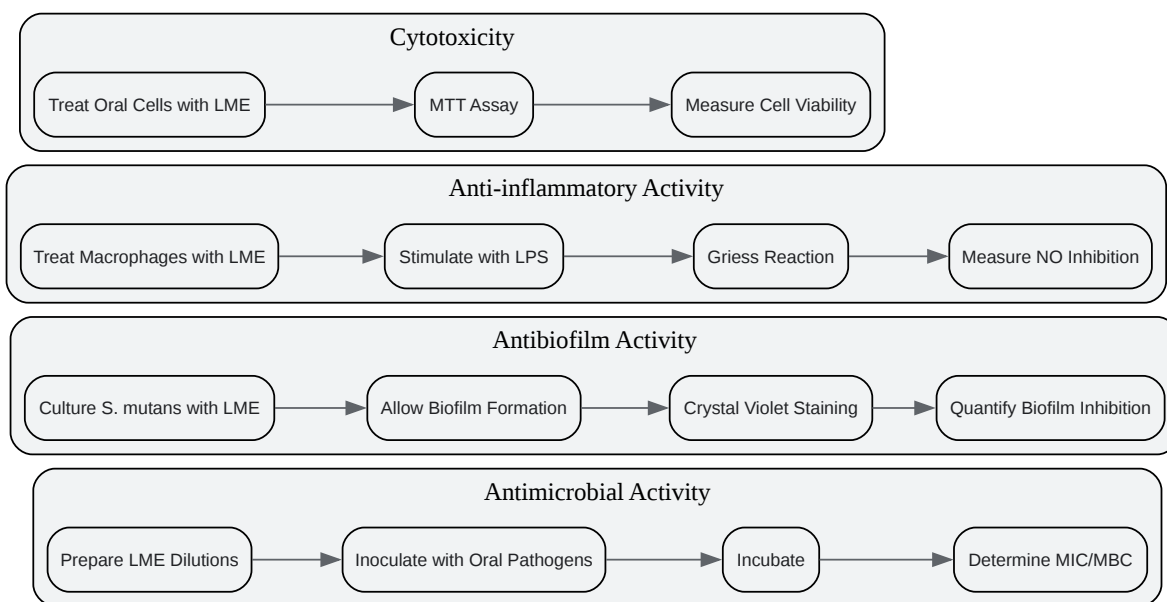 Cytotoxicity
Treat Oral Cells with LME
MTT Assay
Measure Cell Viability
Anti-inflammatory Activity
Treat Macrophages with LME
Stimulate with LPS
Griess Reaction
Measure NO Inhibition
Antibiofilm Activity
Culture S. mutans with LME
Allow Biofilm Formation
Crystal Violet Staining
Quantify Biofilm Inhibition
Antimicrobial Activity
Prepare LME Dilutions
Inoculate with Oral Pathogens
Incubate
Determine MIC/MBC